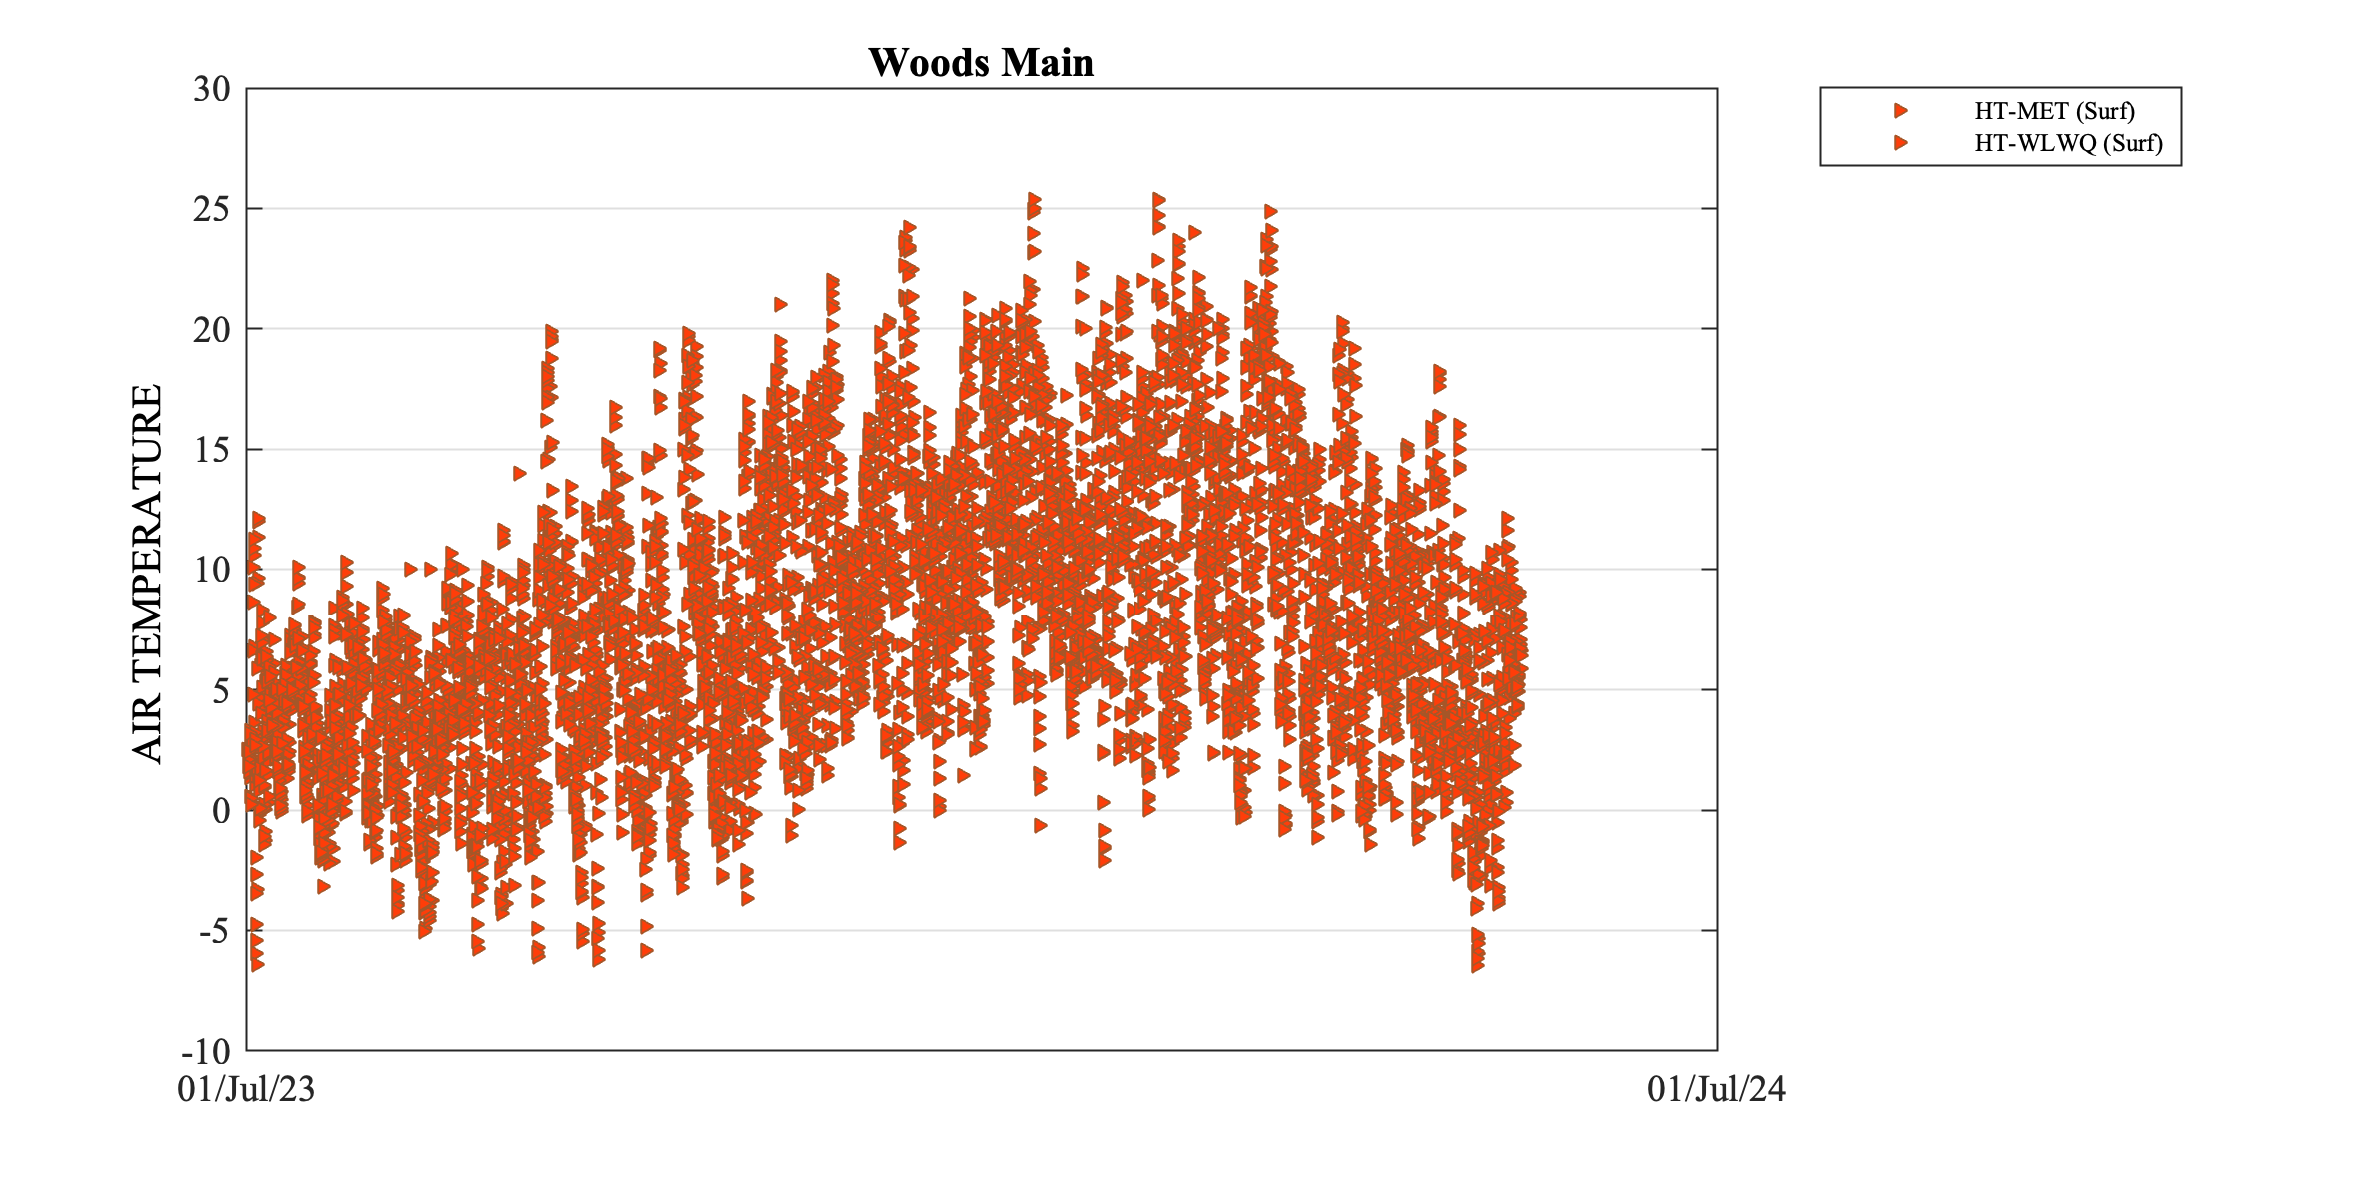 Woods Main
30
25
20
15
10
5
0
-5
-10
AIR TEMPERATURE
01/Jul/23
01/Jul/24
HT-MET (Surf)
HT-WLWQ (Surf)